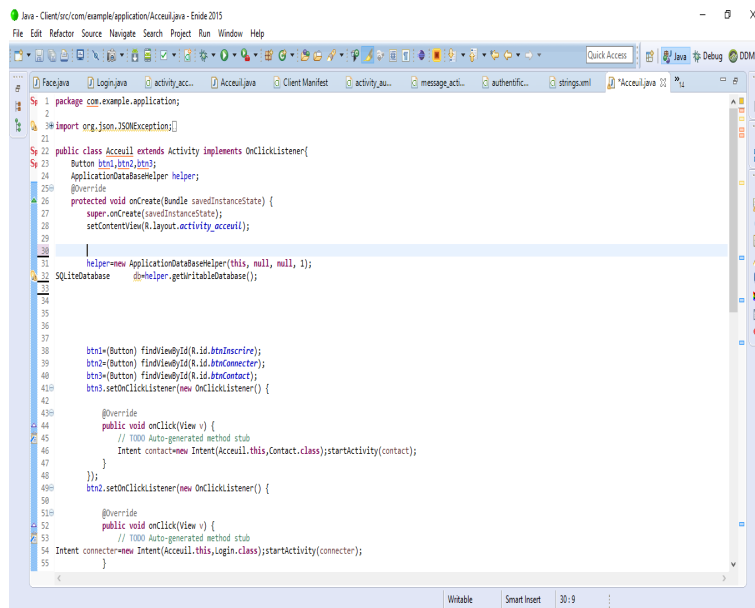 Java - Client/src/com/example/application/Acceuil.java - Enide 2015
File Edit Refactor Source Navigate Search Project Run Window Help
Quick Access Java Debug DDM
Face.java Login.java activity_acc... Acceuil.java Client Manifest activity_au... message_acti... authentific... strings.xml *Acceuil.java »14
1 package com.example.application;
2
3 import org.json.JSONException;
21
22 public class Acceuil extends Activity implements OnClickListener{
23 Button btn1,btn2,btn3;
24 ApplicationDataBaseHelper helper;
25 @Override
26 protected void onCreate(Bundle savedInstanceState) {
27 super.onCreate(savedInstanceState);
28 setContentView(R.layout.activity_acceuil);
29
30
31 helper=new ApplicationDataBaseHelper(this, null, null, 1);
32 SQLiteDatabase db=helper.getWritableDatabase();
33
34
35
36
37
38 btn1=(Button) findViewById(R.id.btnInscrire);
39 btn2=(Button) findViewById(R.id.btnConnecter);
40 btn3=(Button) findViewById(R.id.btnContact);
41 btn3.setOnClickListener(new OnClickListener() {
42
43 @Override
44 public void onClick(View v) {
45 // TODO Auto-generated method stub
46 Intent contact=new Intent(Acceuil.this,Contact.class);startActivity(contact);
47 }
48 });
49 btn2.setOnClickListener(new OnClickListener() {
50
51 @Override
52 public void onClick(View v) {
53 // TODO Auto-generated method stub
54 Intent connecter=new Intent(Acceuil.this,Login.class);startActivity(connecter);
55 }
Writable Smart Insert 30 : 9